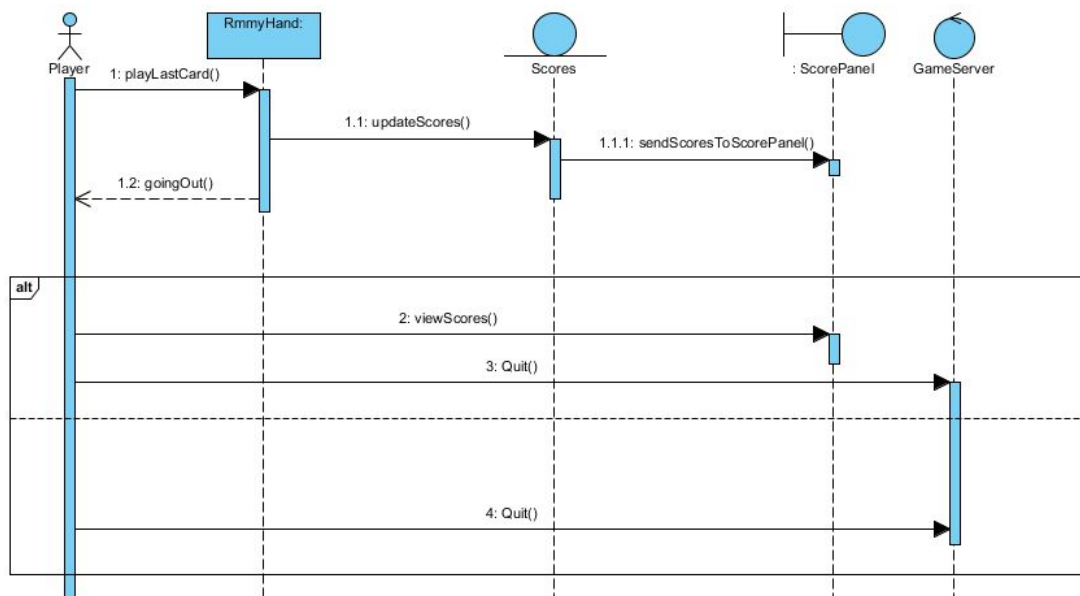 RmmyHand:
Player
Scores
: ScorePanel
GameServer
1: playLastCard()
1.1: updateScores()
1.1.1: sendScoresToScorePanel()
1.2: goingOut()
alt
2: viewScores()
3: Quit()
4: Quit()